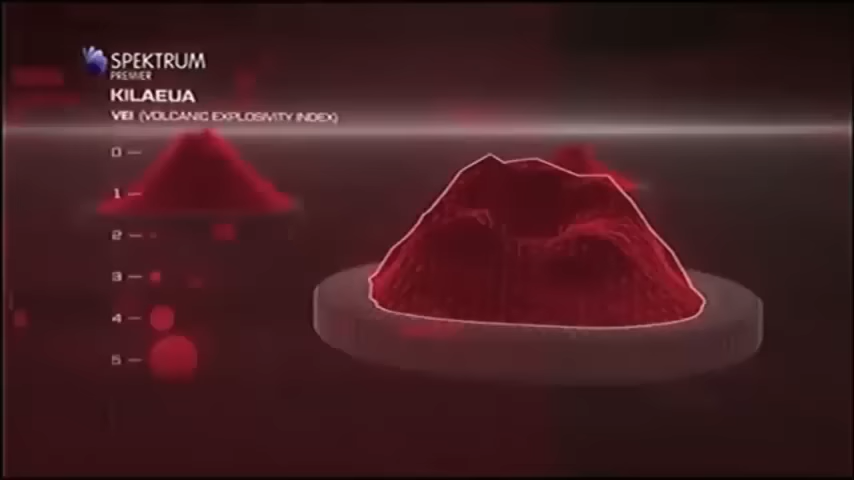 SPEKTRUM
PREMIER
KILAEUA
VEI (VOLCANIC EXPLOSIVITY INDEX)
0
1
2
3
4
5